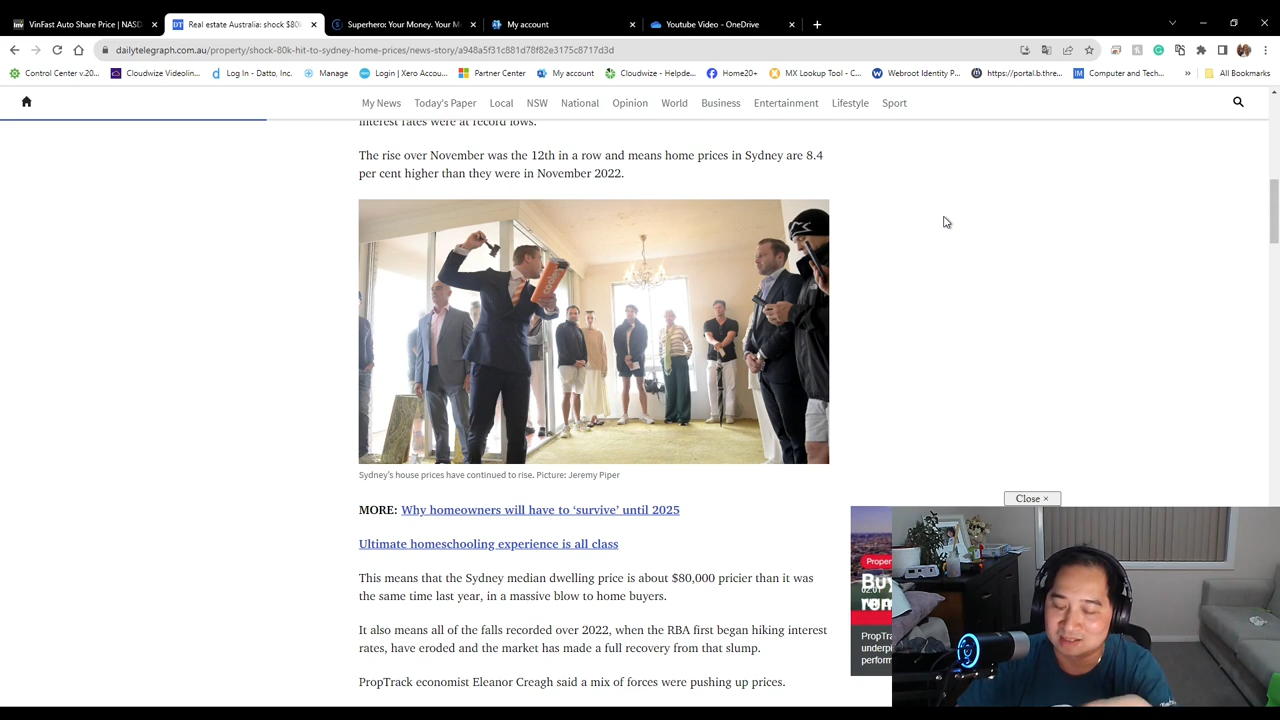 VinFast Auto Share Price | NASD
Real estate Australia: shock $80k
Superhero: Your Money. Your M
My account
Youtube Video - OneDrive
dailytelegraph.com.au/property/shock-80k-hit-to-sydney-home-prices/news-story/a948a5f31c881d78f82e3175c8717d3d
Control Center v.20...
Cloudwize Videolin...
Log In - Datto, Inc.
Manage
Login | Xero Accou...
Partner Center
My account
Cloudwize - Helpde...
Home20+
MX Lookup Tool - C...
Webroot Identity P...
https://portal.b.thre...
Computer and Tech...
»
All Bookmarks
My News
Today's Paper
Local
NSW
National
Opinion
World
Business
Entertainment
Lifestyle
Sport
interest rates were at record lows.
The rise over November was the 12th in a row and means home prices in Sydney are 8.4
per cent higher than they were in November 2022.
cooley
Sydney's house prices have continued to rise. Picture: Jeremy Piper
MORE: Why homeowners will have to ‘survive’ until 2025
Ultimate homeschooling experience is all class
This means that the Sydney median dwelling price is about $80,000 pricier than it was
the same time last year, in a massive blow to home buyers.
It also means all of the falls recorded over 2022, when the RBA first began hiking interest
rates, have eroded and the market has made a full recovery from that slump.
PropTrack economist Eleanor Creagh said a mix of forces were pushing up prices.
Close ×
Proper
Buy
02:01
PropTra
underpi
perform